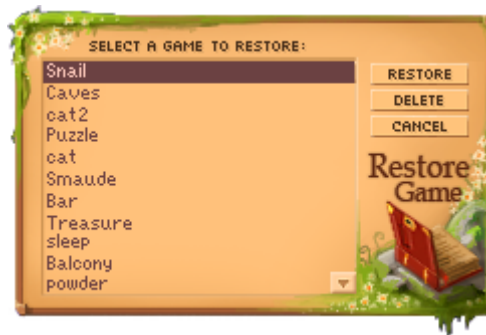 SELECT A GAME TO RESTORE:
Snail
Caves
cat2
Puzzle
cat
Smaude
Bar
Treasure
sleep
Balcony
powder
RESTORE
DELETE
CANCEL
Restore
Game